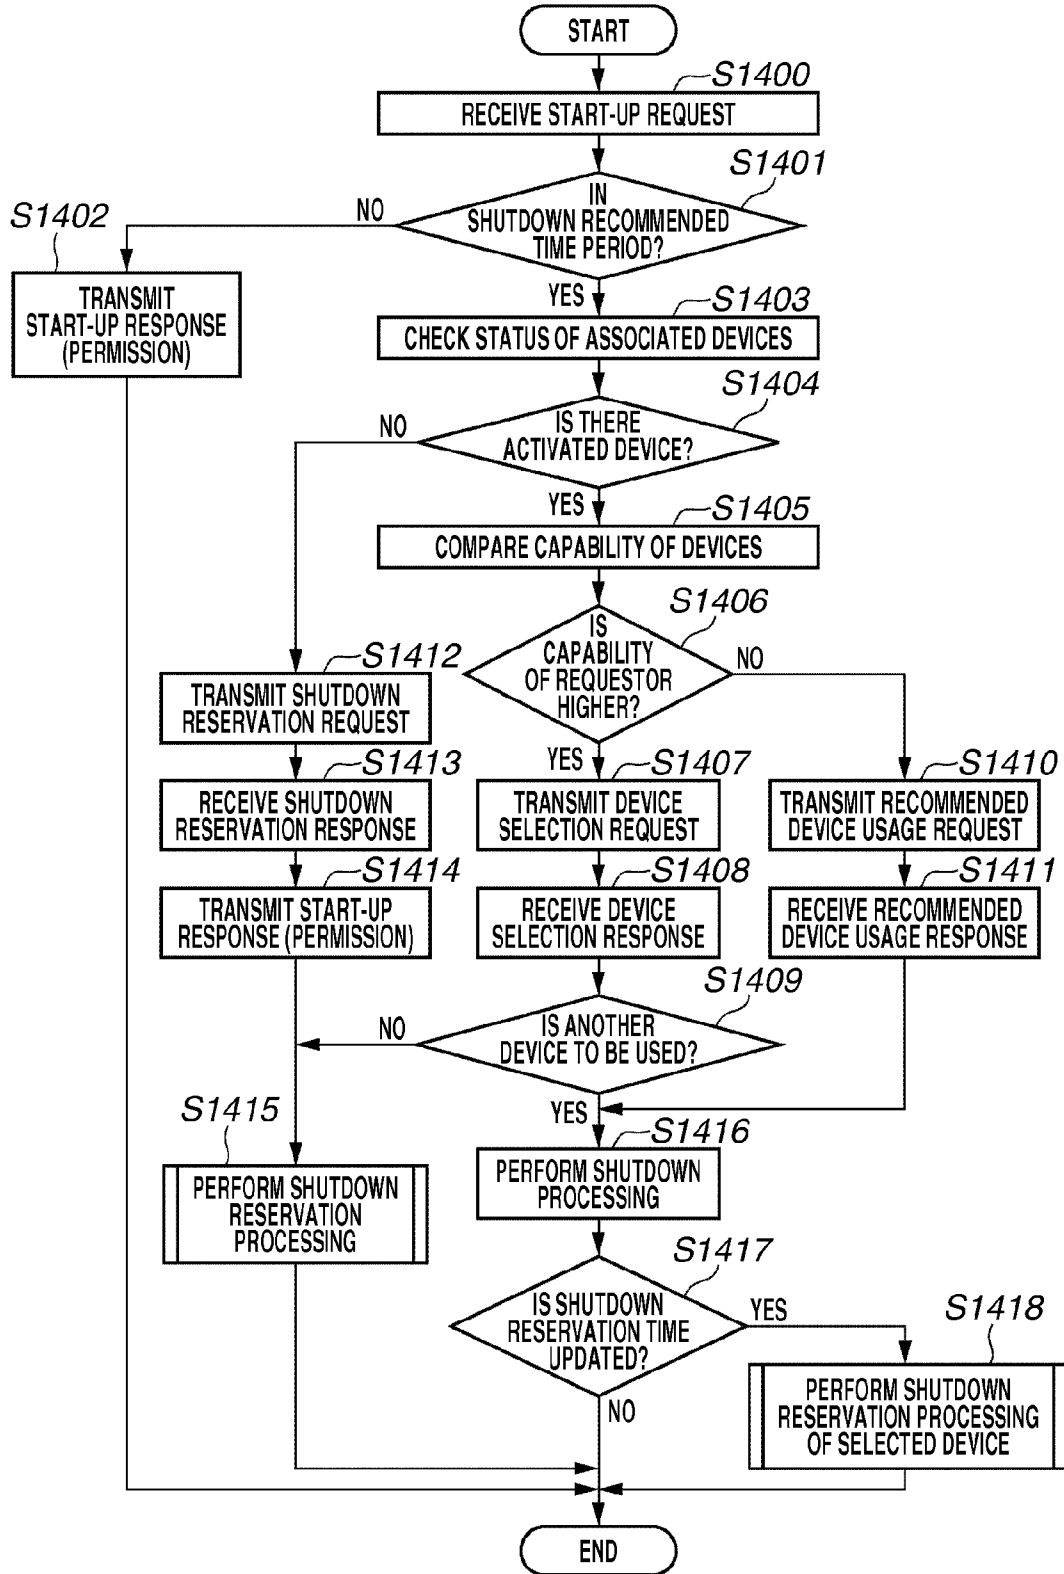 START
S1400
RECEIVE START-UP REQUEST
S1401
IN
SHUTDOWN RECOMMENDED
TIME PERIOD?
NO
S1402
TRANSMIT
START-UP RESPONSE
(PERMISSION)
YES
S1403
CHECK STATUS OF ASSOCIATED DEVICES
S1404
IS THERE
ACTIVATED DEVICE?
NO
YES
S1405
COMPARE CAPABILITY OF DEVICES
S1406
IS
CAPABILITY
OF REQUESTOR
HIGHER?
NO
YES
S1412
TRANSMIT SHUTDOWN
RESERVATION REQUEST
S1413
RECEIVE SHUTDOWN
RESERVATION RESPONSE
S1414
TRANSMIT START-UP
RESPONSE (PERMISSION)
S1407
TRANSMIT DEVICE
SELECTION REQUEST
S1408
RECEIVE DEVICE
SELECTION RESPONSE
S1410
TRANSMIT RECOMMENDED
DEVICE USAGE REQUEST
S1411
RECEIVE RECOMMENDED
DEVICE USAGE RESPONSE
S1409
IS ANOTHER
DEVICE TO BE USED?
NO
YES
S1415
PERFORM SHUTDOWN
RESERVATION
PROCESSING
S1416
PERFORM SHUTDOWN
PROCESSING
S1417
IS SHUTDOWN
RESERVATION TIME
UPDATED?
YES
NO
S1418
PERFORM SHUTDOWN
RESERVATION PROCESSING
OF SELECTED DEVICE
END